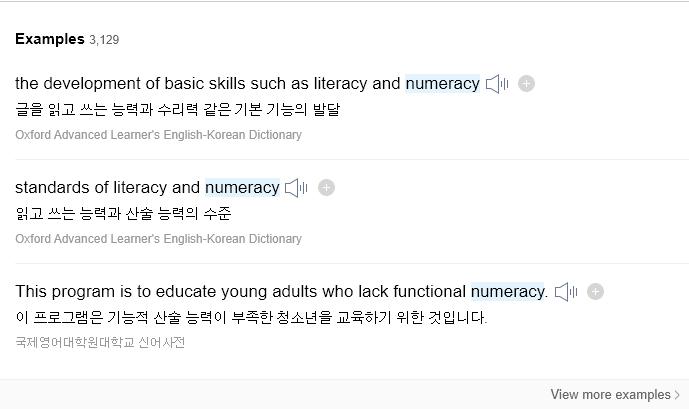 Examples 3,129
the development of basic skills such as literacy and numeracy
글을 읽고 쓰는 능력과 수리력 같은 기본 기능의 발달
Oxford Advanced Learner's English-Korean Dictionary
standards of literacy and numeracy
읽고 쓰는 능력과 산술 능력의 수준
Oxford Advanced Learner's English-Korean Dictionary
This program is to educate young adults who lack functional numeracy.
이 프로그램은 기능적 산술 능력이 부족한 청소년을 교육하기 위한 것입니다.
국제영어대학원대학교 신어사전
View more examples